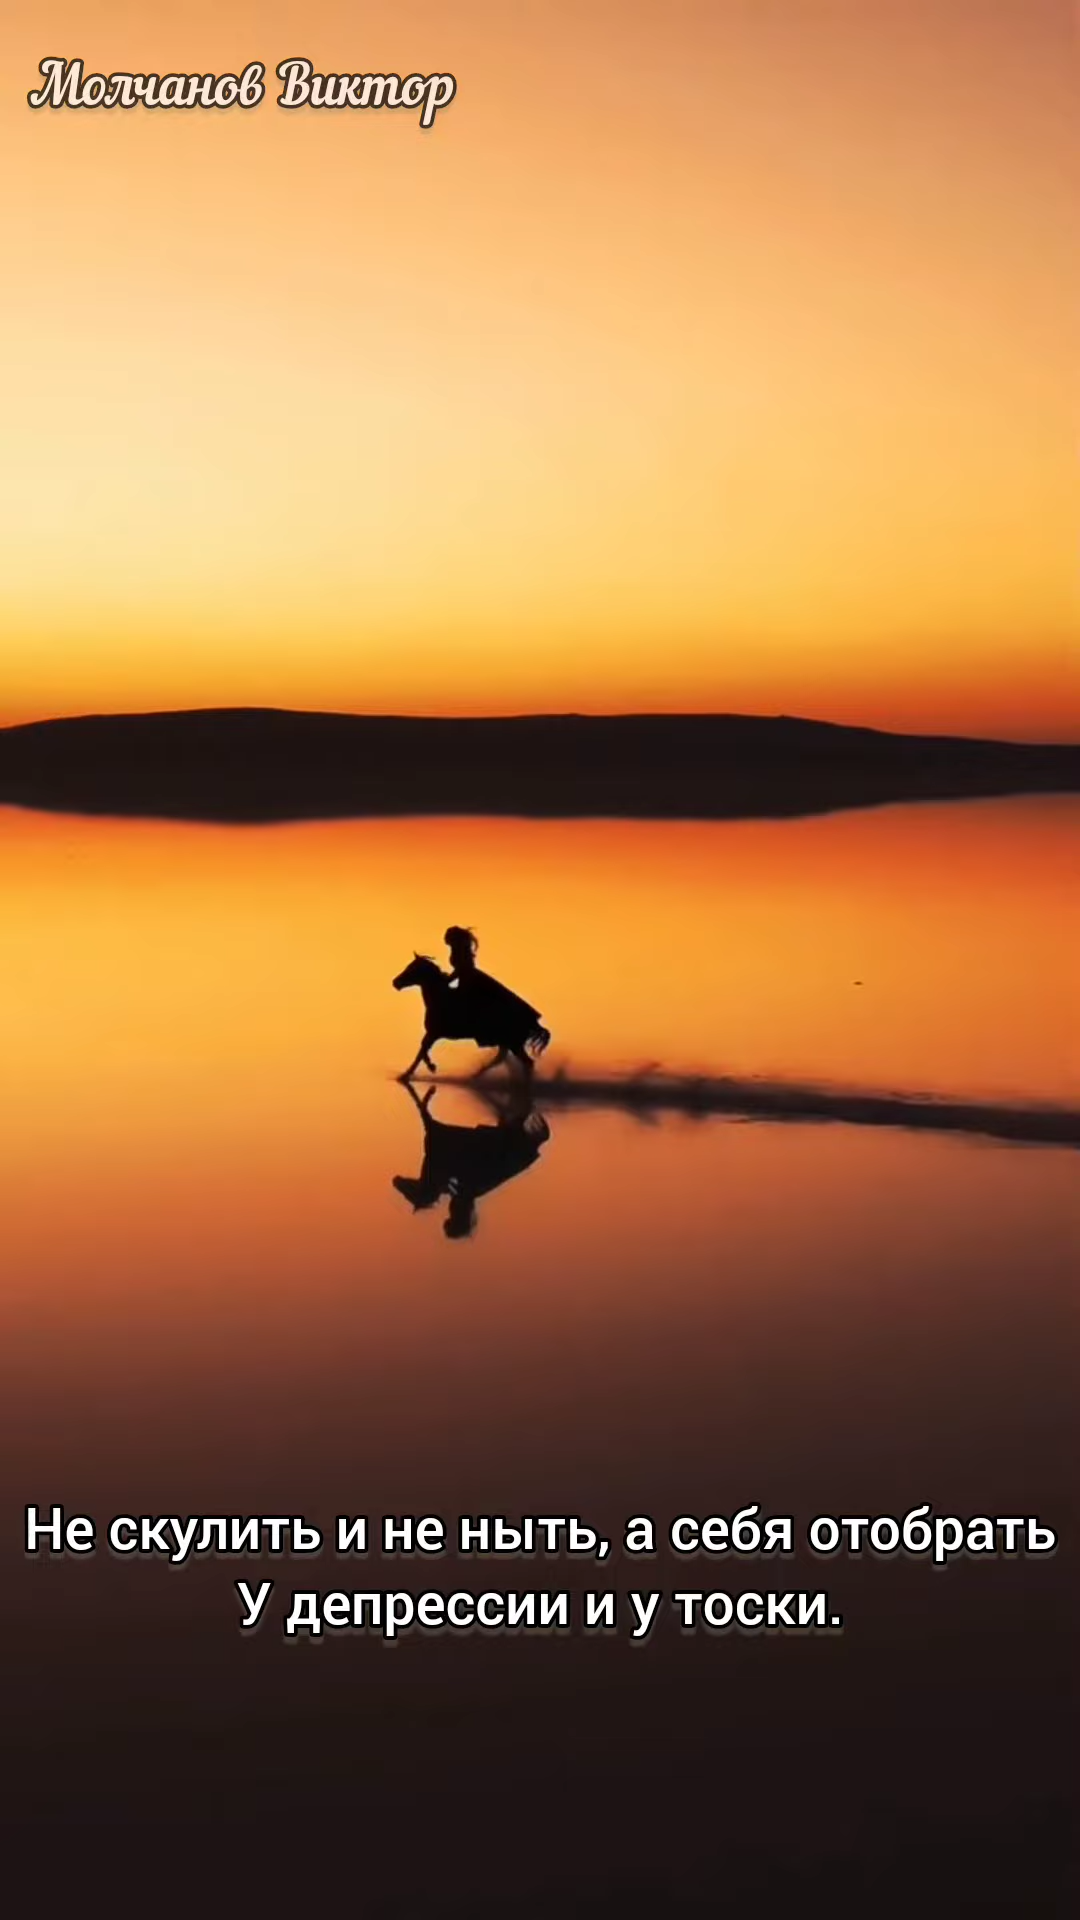 Молчанов Виктор
Не скулить и не ныть, а себя отобрать
У депрессии и у тоски.